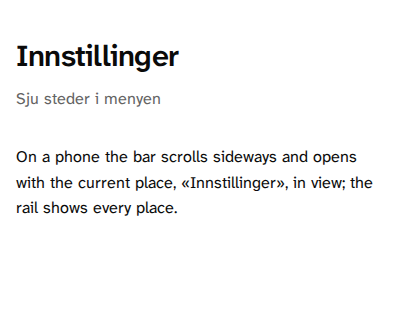 Innstillinger
Sju steder i menyen
On a phone the bar scrolls sideways and opens
with the current place, «Innstillinger», in view; the
rail shows every place.